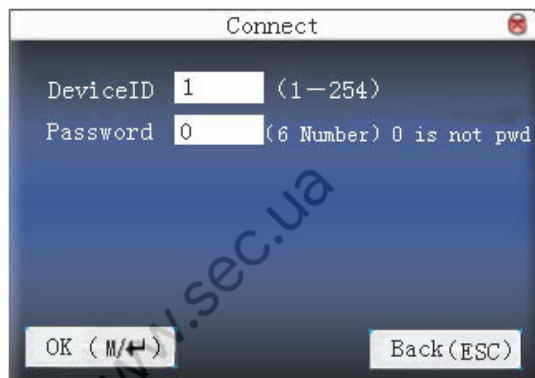 Connect
DeviceID 1 (1－254)
Password 0 (6 Number) 0 is not pwd
www.sec.ua
OK ( M/↵) Back(ESC)